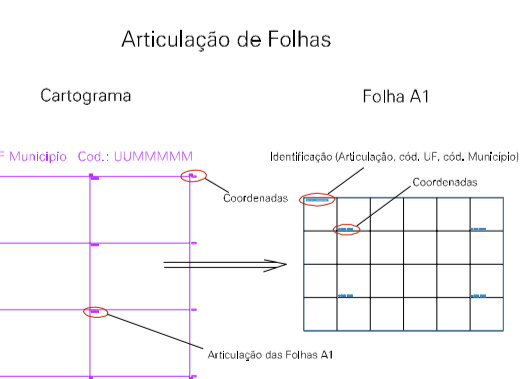 Articulação de Folhas
Cartograma
Folha A1
F Município Cod.: UUMMMMM
Identificação (Articulação, cód. UF, cód. Município)
Coordenadas
Coordenadas
Articulação das Folhas A1